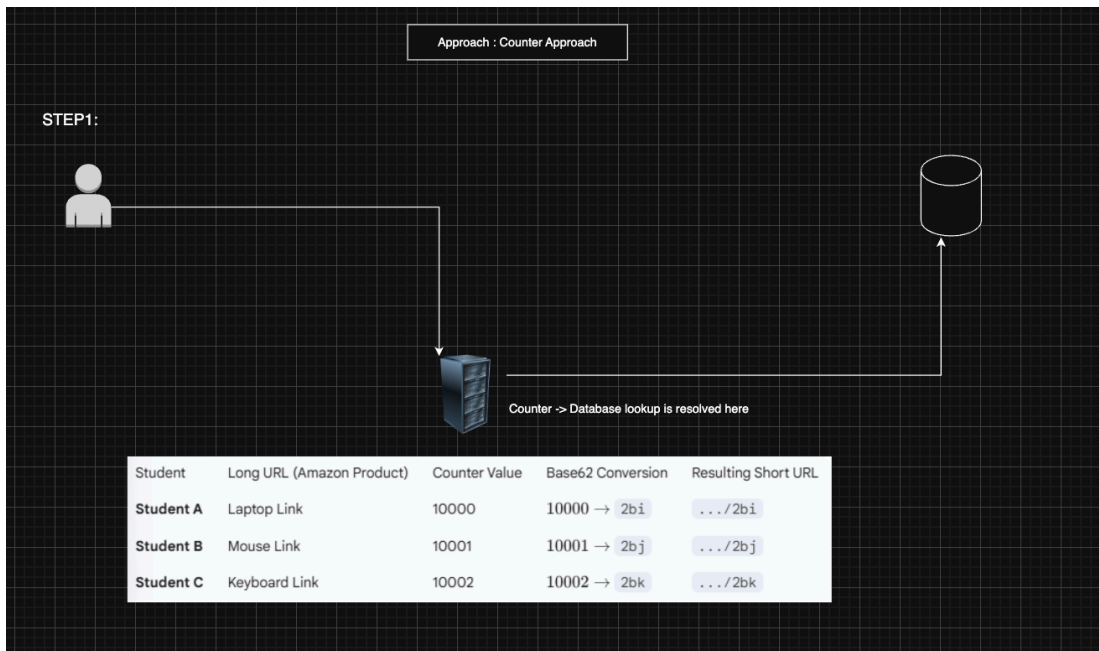 Approach : Counter Approach
STEP1:
Counter -> Database lookup is resolved here
Student Long URL (Amazon Product) Counter Value Base62 Conversion Resulting Short URL
Student A Laptop Link 10000 10000 → 2bi .../2bi
Student B Mouse Link 10001 10001 → 2bj .../2bj
Student C Keyboard Link 10002 10002 → 2bk .../2bk